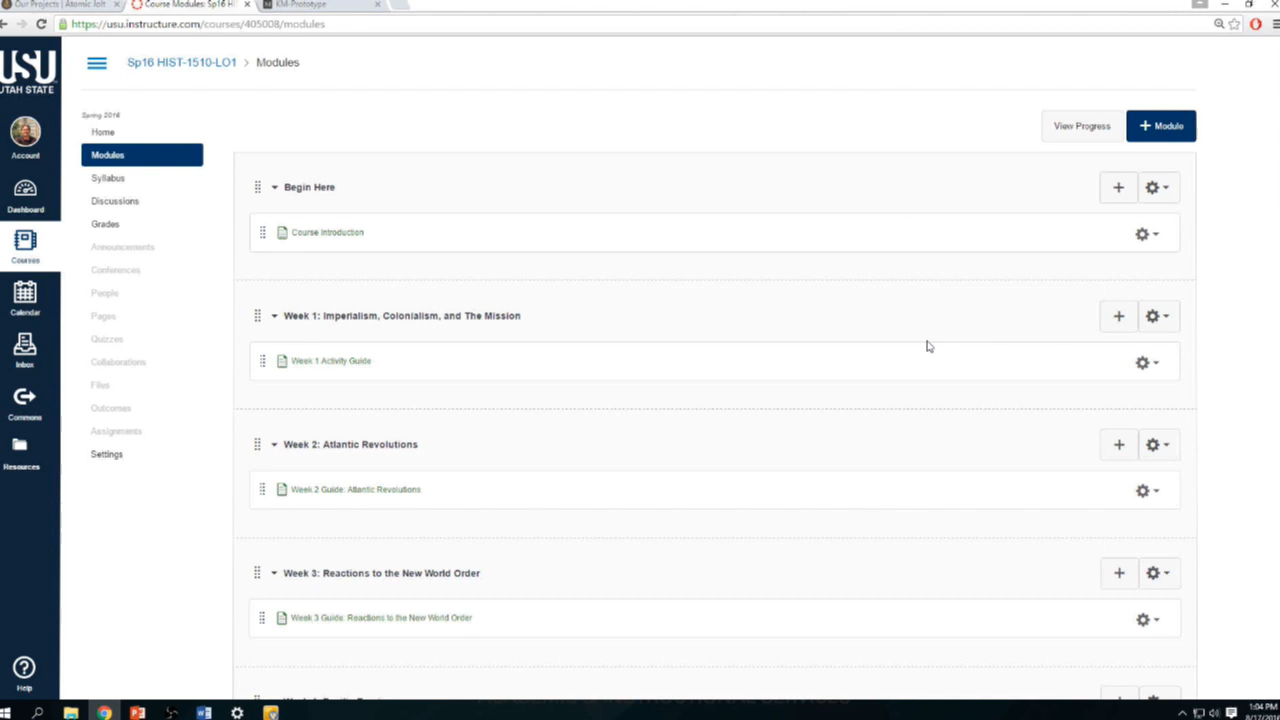 Our Projects | Atomic Jolt
Course Modules: Sp16 HI
KM-Prototype
https://usu.instructure.com/courses/405008/modules
USU
UTAH STATE
Sp16 HIST-1510-LO1 > Modules
Spring 2016
Home
Modules
Syllabus
Discussions
Grades
Announcements
Conferences
People
Pages
Quizzes
Collaborations
Files
Outcomes
Assignments
Settings
Account
Dashboard
Courses
Calendar
Inbox
Commons
Resources
Help
View Progress
+ Module
Begin Here
Course Introduction
Week 1: Imperialism, Colonialism, and The Mission
Week 1 Activity Guide
Week 2: Atlantic Revolutions
Week 2 Guide: Atlantic Revolutions
Week 3: Reactions to the New World Order
Week 3 Guide: Reactions to the New World Order
1:04 PM